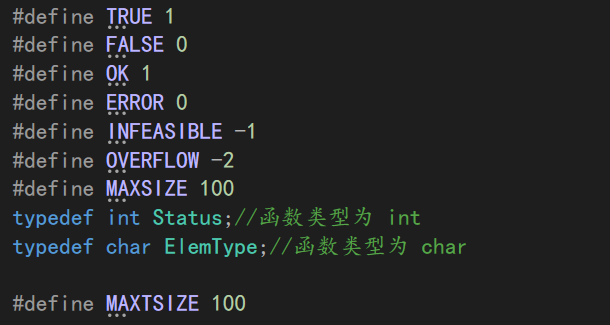 #define TRUE 1
#define FALSE 0
#define OK 1
#define ERROR 0
#define INFEASIBLE -1
#define OVERFLOW -2
#define MAXSIZE 100
typedef int Status;//函数类型为 int
typedef char ElemType;//函数类型为 char
#define MAXTSIZE 100